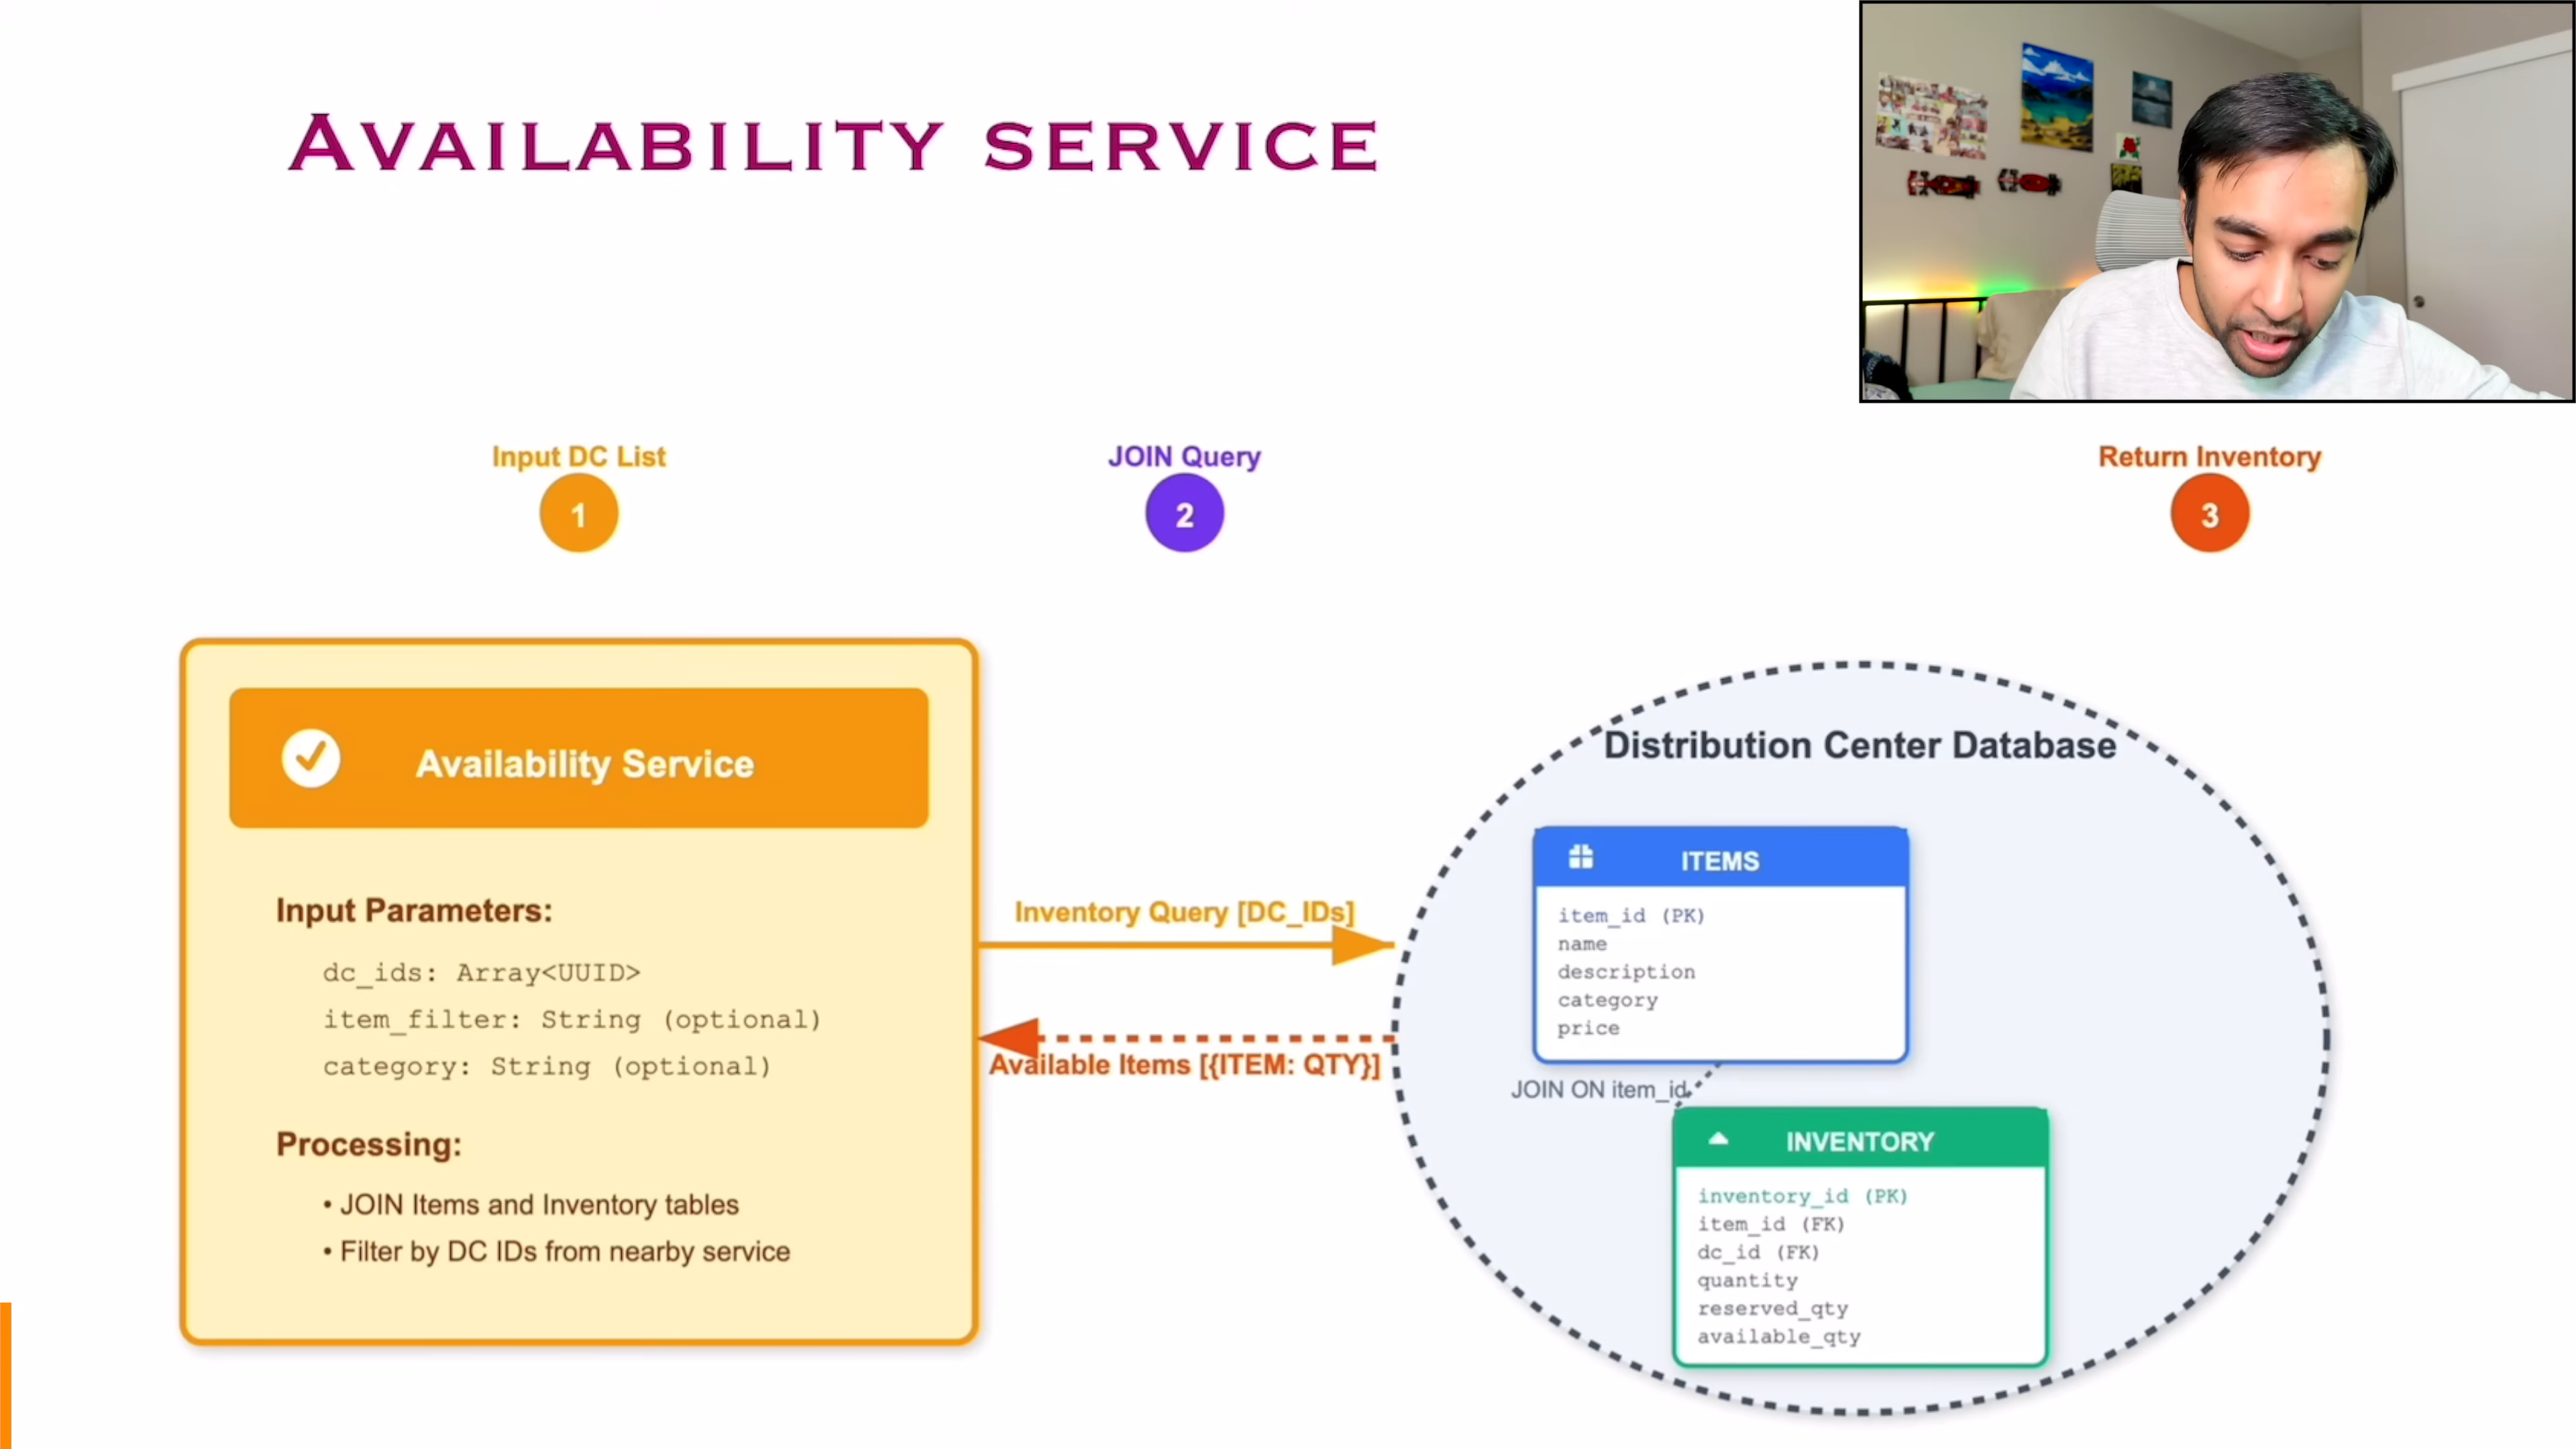 AVAILABILITY SERVICE
Input DC List
1
JOIN Query
2
Return Inventory
3
Availability Service
Input Parameters:
dc_ids: Array<UUID>
item_filter: String (optional)
category: String (optional)
Processing:
• JOIN Items and Inventory tables
• Filter by DC IDs from nearby service
Inventory Query [DC_IDs]
Available Items [{ITEM: QTY}]
Distribution Center Database
ITEMS
item_id (PK)
name
description
category
price
JOIN ON item_id
INVENTORY
inventory_id (PK)
item_id (FK)
dc_id (FK)
quantity
reserved_qty
available_qty